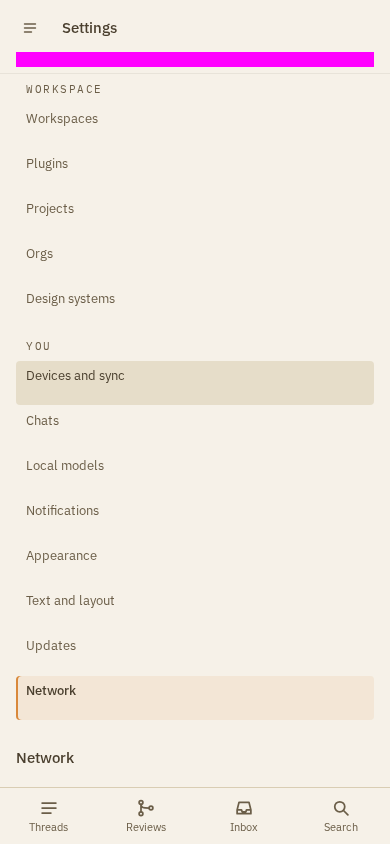 Settings
WORKSPACE
Workspaces
Plugins
Projects
Orgs
Design systems
YOU
Devices and sync
Chats
Local models
Notifications
Appearance
Text and layout
Updates
Network
Network
Threads
Reviews
Inbox
Search